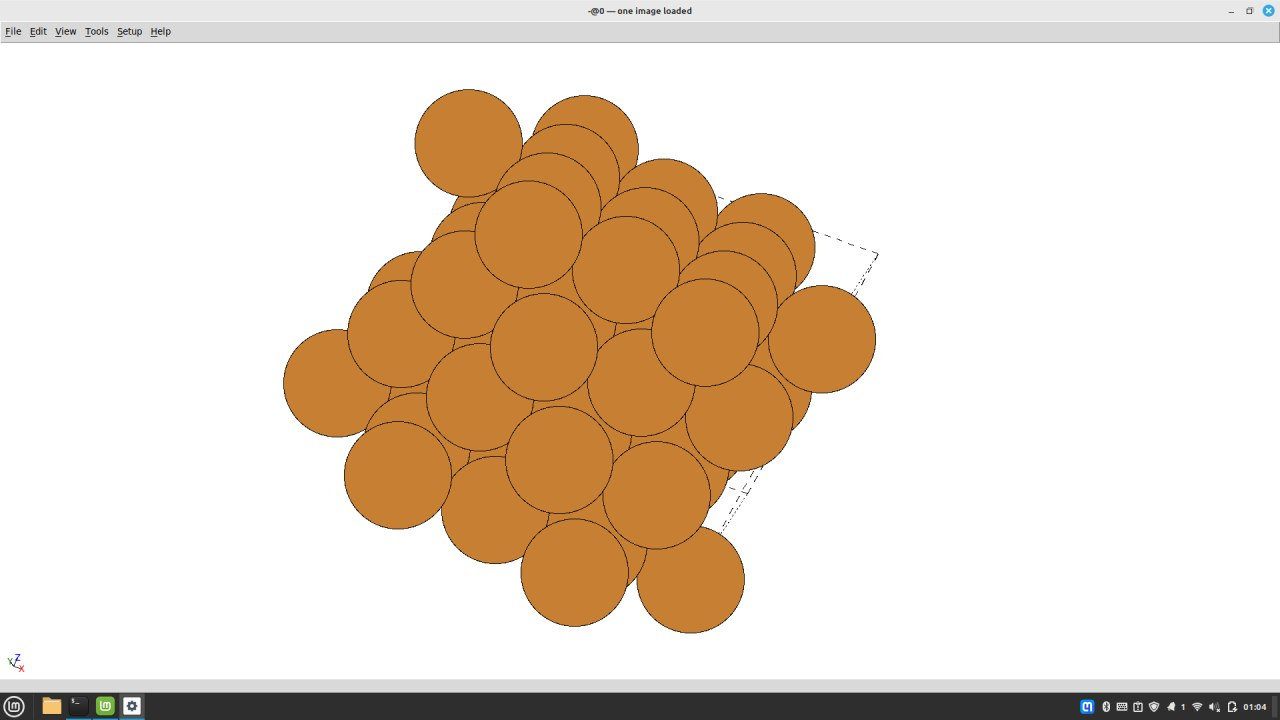 -@0 — one image loaded
File Edit View Tools Setup Help
Y Z X
1 01:04